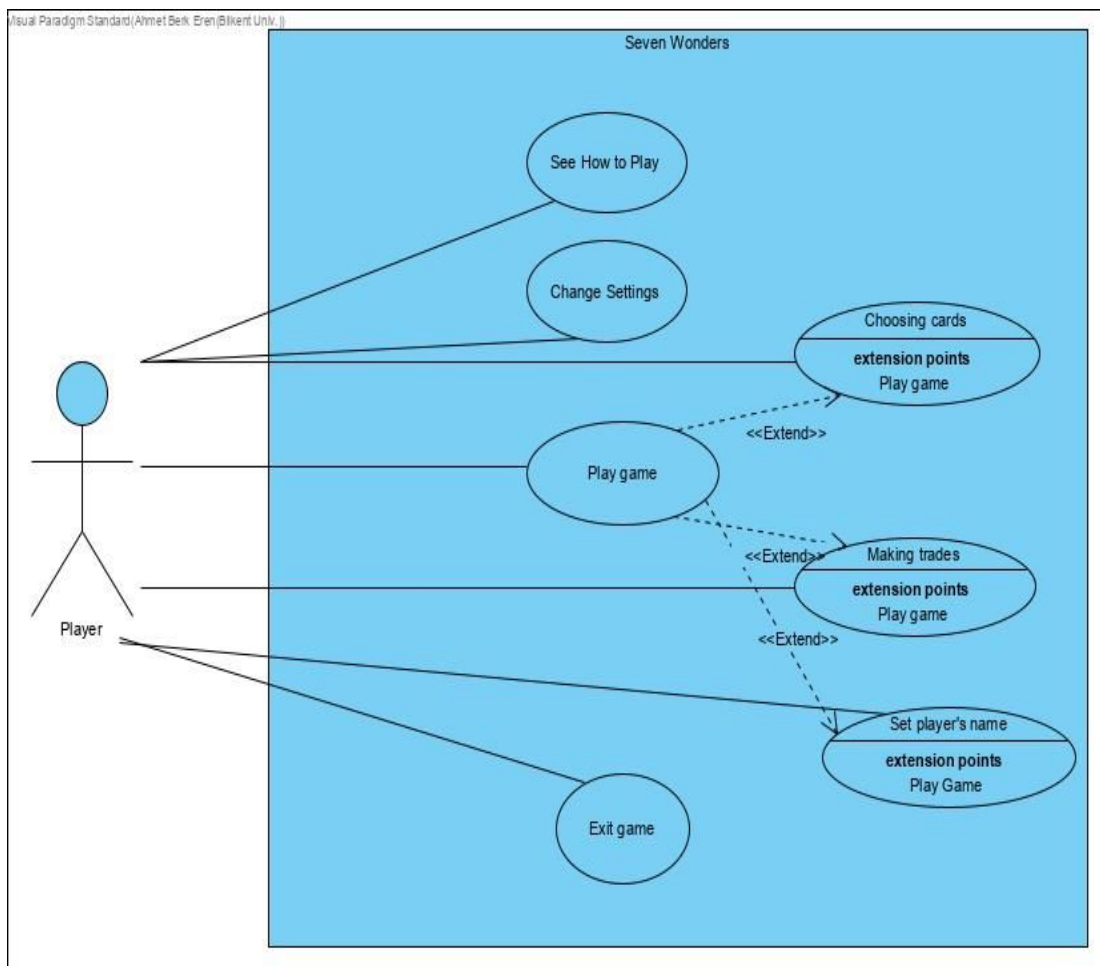 Visual Paradigm Standard(Ahmet Berk Eren(Bilkent Univ.))
Seven Wonders
See How to Play
Change Settings
Choosing cards
extension points
Play game
<<Extend>>
Play game
<<Extend>>
Making trades
extension points
Play game
Player
<<Extend>>
Set player's name
extension points
Play Game
Exit game